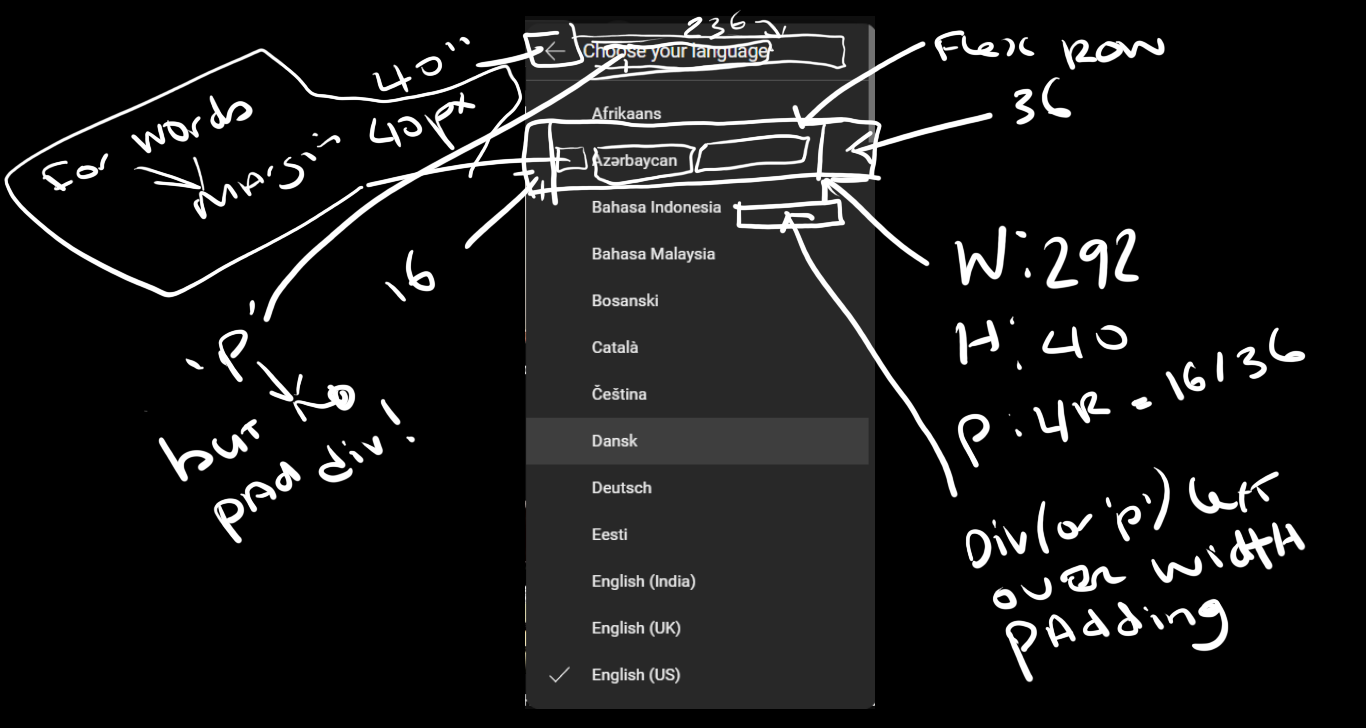 236
Choose your language
40"
Flex Row
36
For words
Margin 40px
Afrikaans
Azərbaycan
Bahasa Indonesia
Bahasa Malaysia
Bosanski
Català
Čeština
Dansk
Deutsch
Eesti
English (India)
English (UK)
English (US)
16
'P'
but no
pad div!
W:292
H:40
P:4R = 16/36
Div(or 'p') left
over width
padding